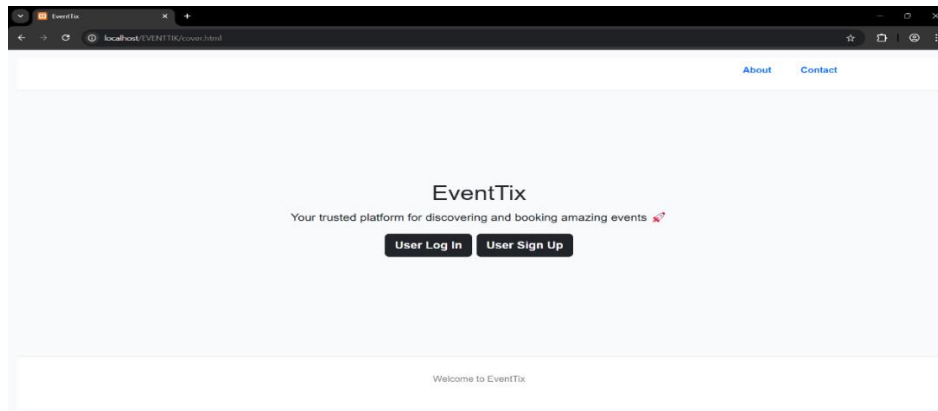 EventTix
localhost/EVENTTIK/cover.html
About Contact
EventTix
Your trusted platform for discovering and booking amazing events 🚀
User Log In User Sign Up
Welcome to EventTix